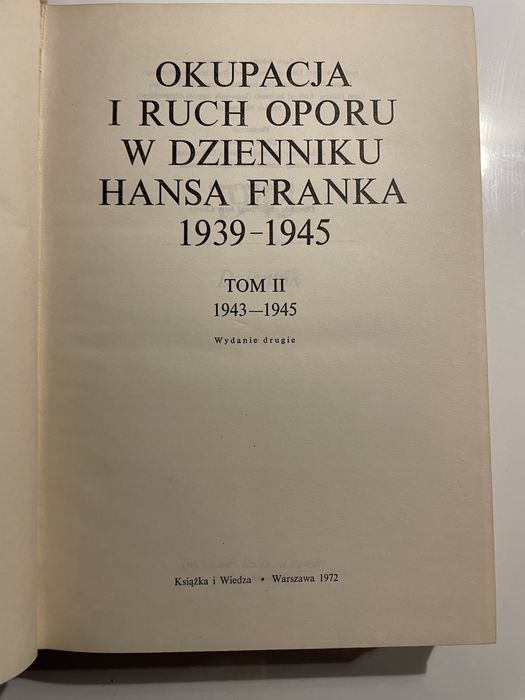 OKUPACJA
I RUCH OPORU
W DZIENNIKU
HANSA FRANKA
1939-1945
TOM II
1943—1945
Wydanie drugie
Książka i Wiedza • Warszawa 1972